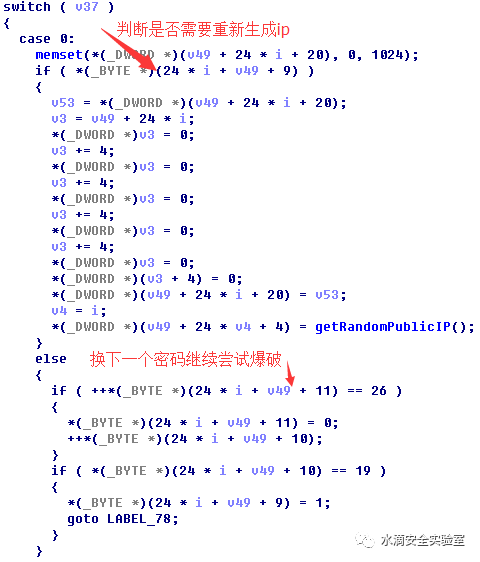 switch ( v37 )
判断是否需要重新生成ip
{
case 0:
memset(*(_DWORD *)(v49 + 24 * i + 20), 0, 1024);
if ( *(_BYTE *)(24 * i + v49 + 9) )
{
v53 = *(_DWORD *)(v49 + 24 * i + 20);
v3 = v49 + 24 * i;
*(_DWORD *)v3 = 0;
v3 += 4;
*(_DWORD *)v3 = 0;
v3 += 4;
*(_DWORD *)v3 = 0;
v3 += 4;
*(_DWORD *)v3 = 0;
v3 += 4;
*(_DWORD *)v3 = 0;
*(_DWORD *)(v3 + 4) = 0;
*(_DWORD *)(v49 + 24 * i + 20) = v53;
v4 = i;
*(_DWORD *)(v49 + 24 * v4 + 4) = getRandomPublicIP();
}
else
换下一个密码继续尝试爆破
{
if ( ++*(_BYTE *)(24 * i + v49 + 11) == 26 )
{
*(_BYTE *)(24 * i + v49 + 11) = 0;
++*(_BYTE *)(24 * i + v49 + 10);
}
if ( *(_BYTE *)(24 * i + v49 + 10) == 19 )
{
*(_BYTE *)(24 * i + v49 + 9) = 1;
goto LABEL_78;
}
}
水滴安全实验室